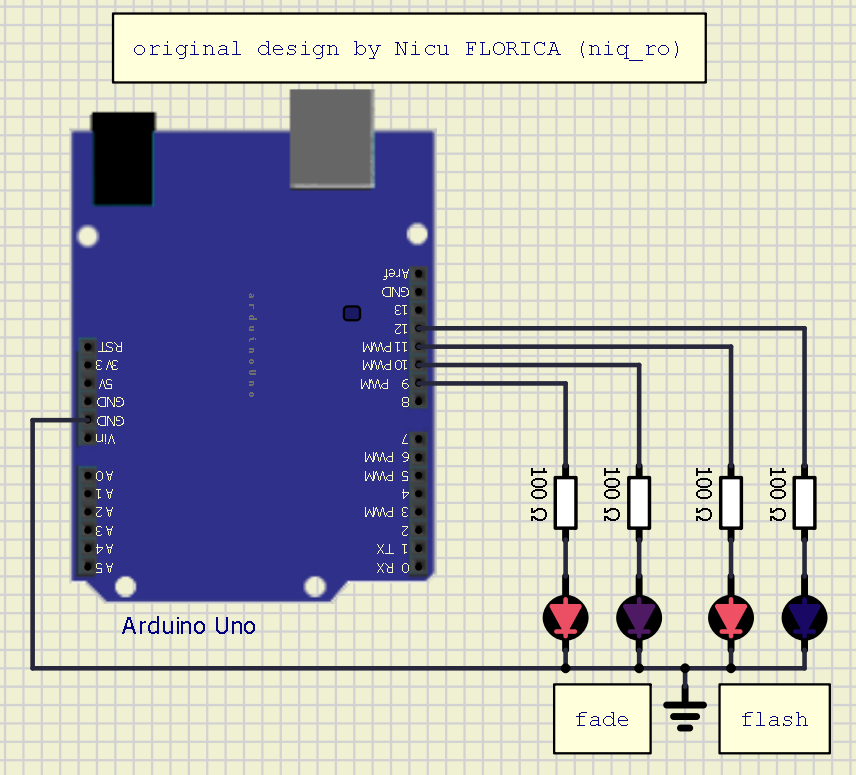 original design by Nicu FLORICA (niq_ro)
Aref
GND
13
12
11 PWM
10 PWM
9 PWM
8
7
6 PWM
5 PWM
4
3 PWM
2
1 TX
0 RX
RST
3V3
5V
GND
GND
Vin
A0
A1
A2
A3
A4
A5
arduinoUno
Arduino Uno
100 Ω
100 Ω
100 Ω
100 Ω
fade
flash